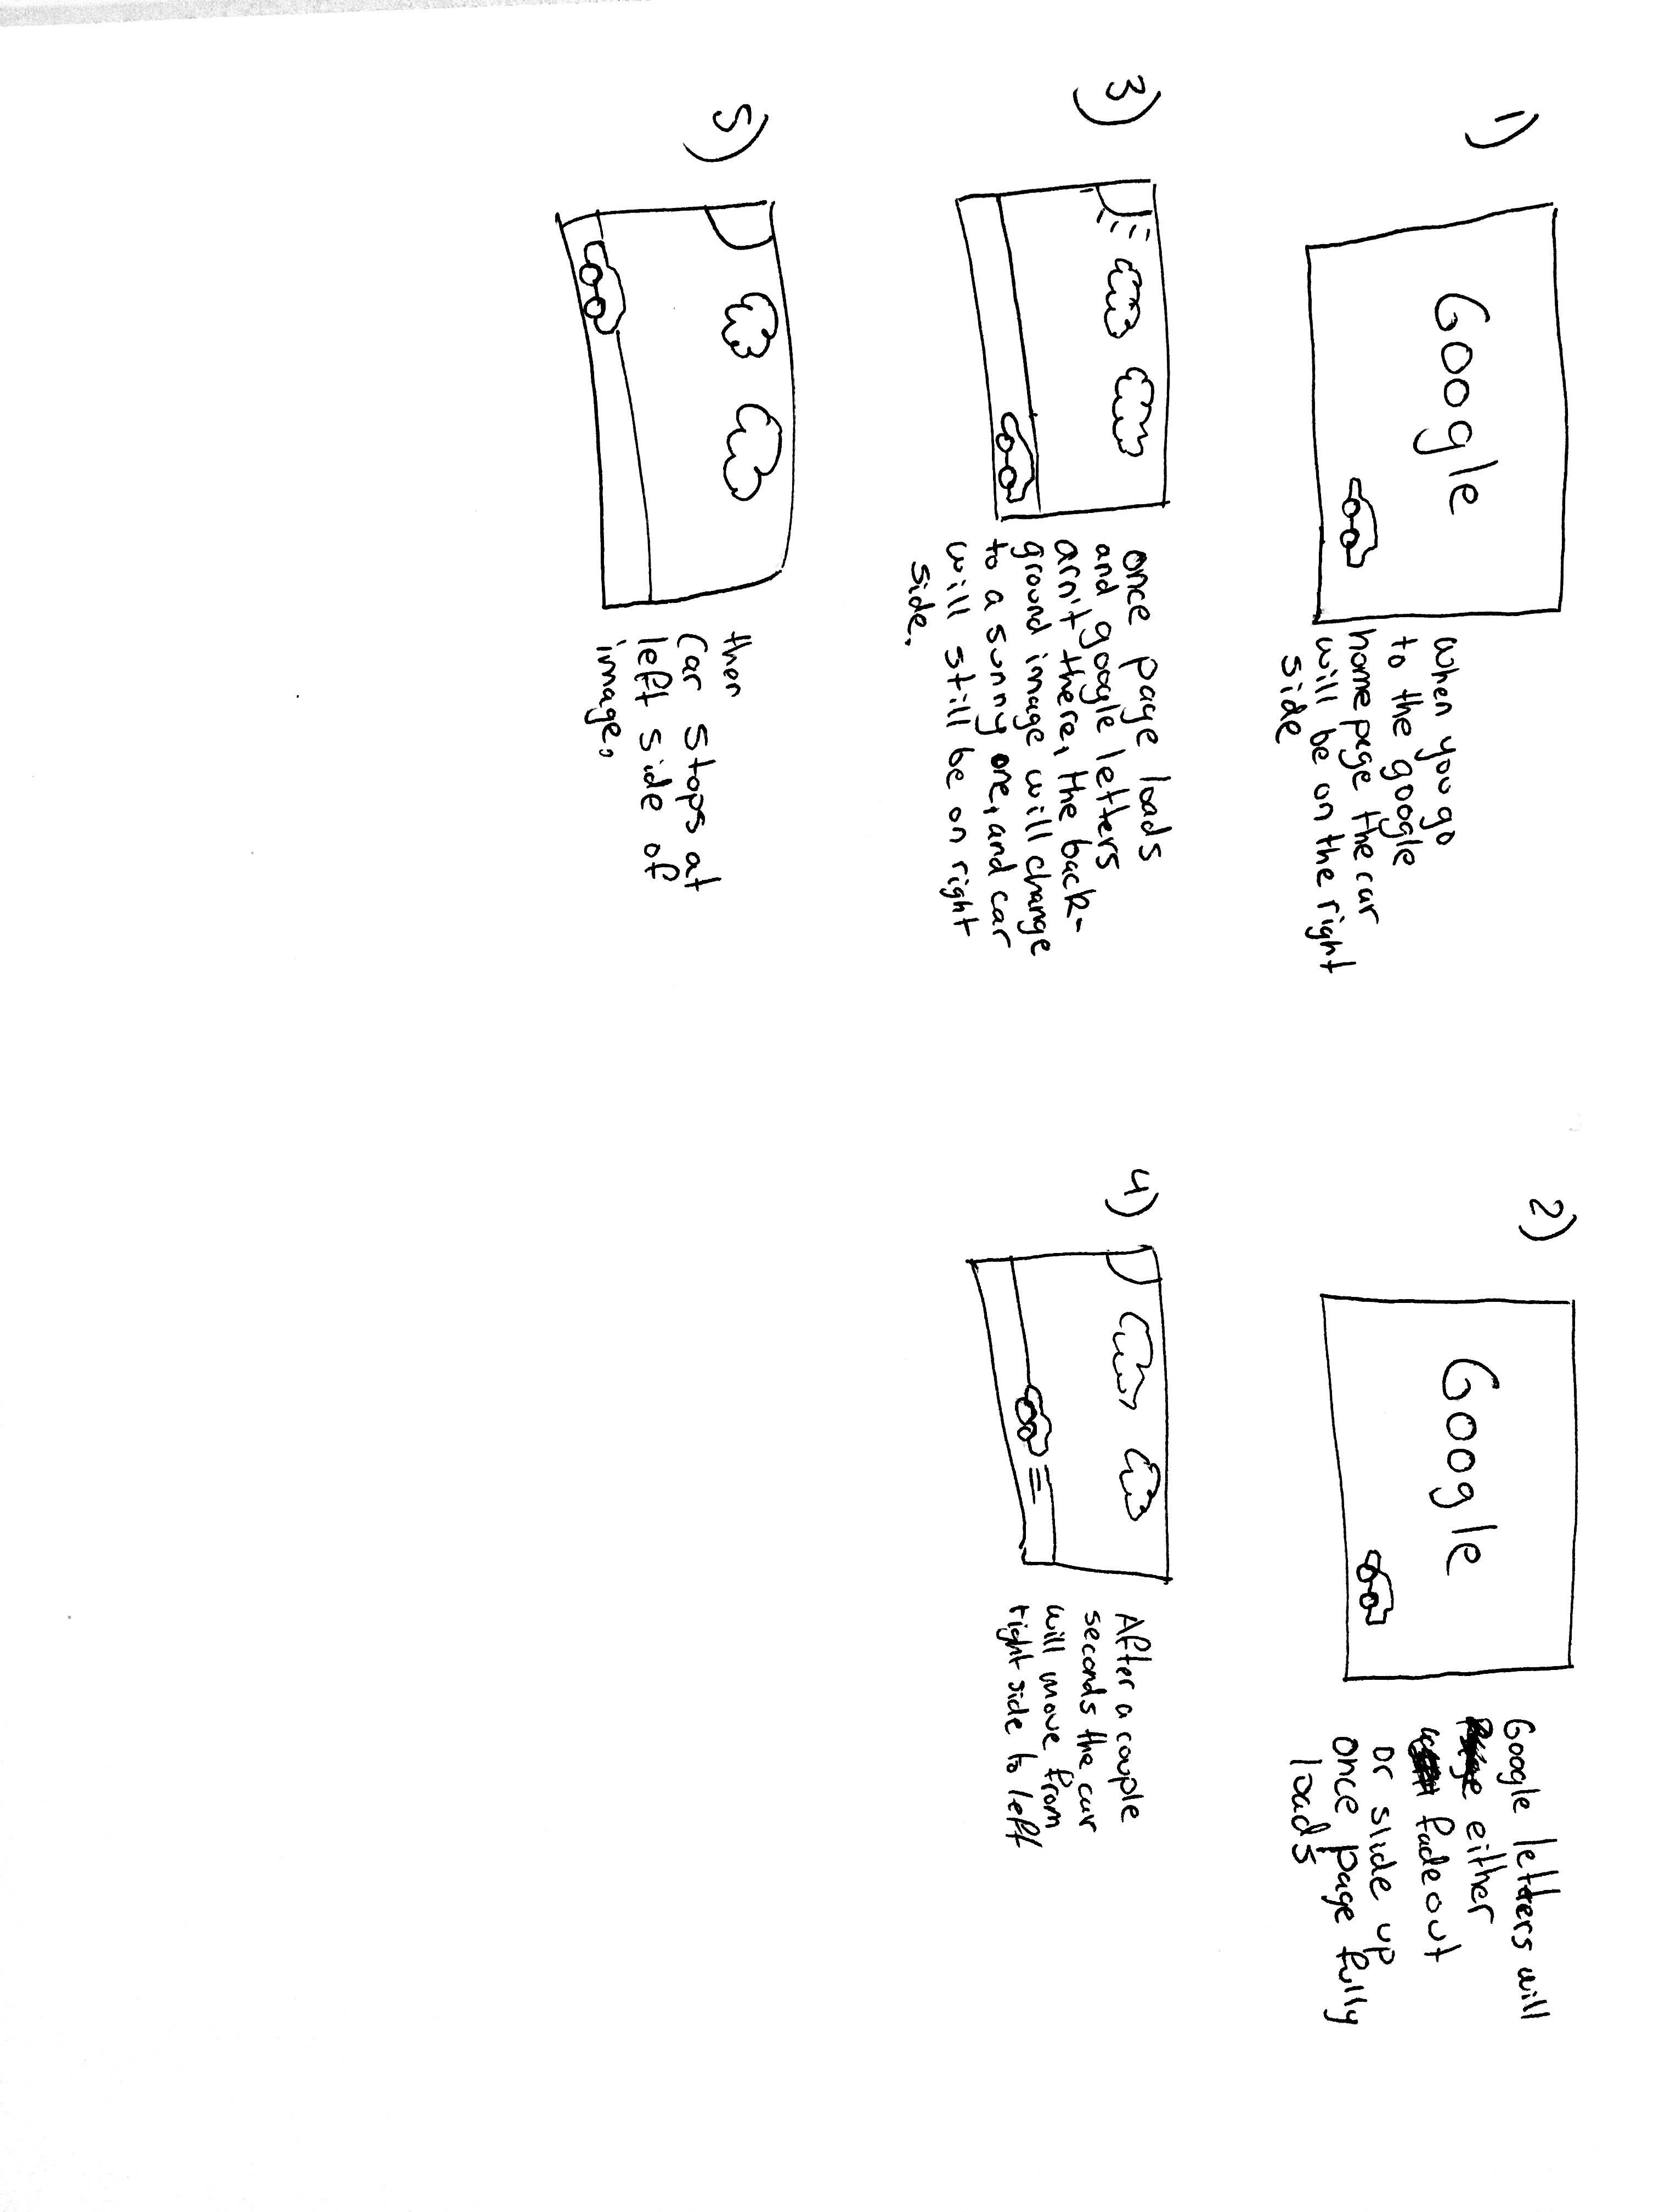 1)
Google
When you go
to the google
homepage the car
will be on the right
side
2)
Google
Google letters will
either
fade out
or slide up
once page fully
loads
3)
once page loads
and google letters
arn't there, the back-
ground image will change
to a sunny one, and car
will still be on right
side.
4)
After a couple
seconds the car
will move from
right side to left
5)
then
Car stops at
left side of
image.